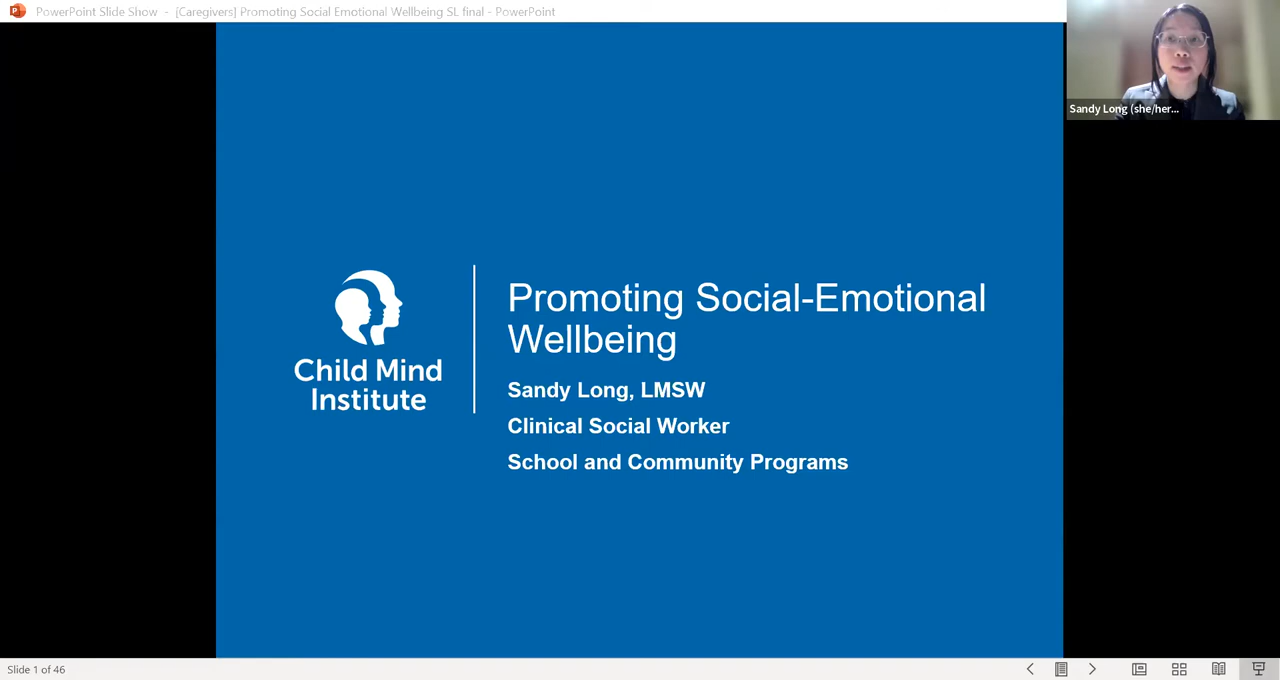 PowerPoint Slide Show - [Caregivers] Promoting Social Emotional Wellbeing SL final - PowerPoint
Sandy Long (she/her...
Child Mind
Institute
Promoting Social-Emotional
Wellbeing
Sandy Long, LMSW
Clinical Social Worker
School and Community Programs
Slide 1 of 46